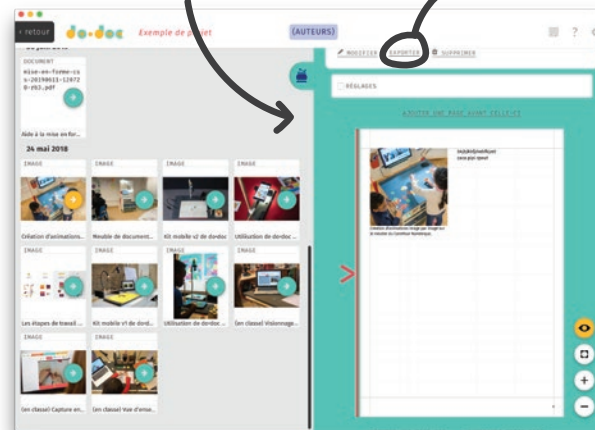 ‹ retour
do•doc
Exemple de projet
(AUTEURS)
?
MODIFIER
EXPORTER
SUPPRIMER
DOCUMENT
mise-en-forme-cs
Aide à la mise en for...
RÉGLAGES
AJOUTER UNE PAGE AVANT CELLE-CI
24 mai 2018
IMAGE
IMAGE
IMAGE
IMAGE
Création d'animations...
Meuble de document...
Kit mobile v2 de do•doc
Utilisation de do•doc ...
IMAGE
IMAGE
IMAGE
IMAGE
Les étapes de travail ...
Kit mobile v1 de dord...
Utilisation de do•doc ...
(en classe) Visionnage...
IMAGE
IMAGE
(en classe) Capture en...
(en classe) Vue d'ense...